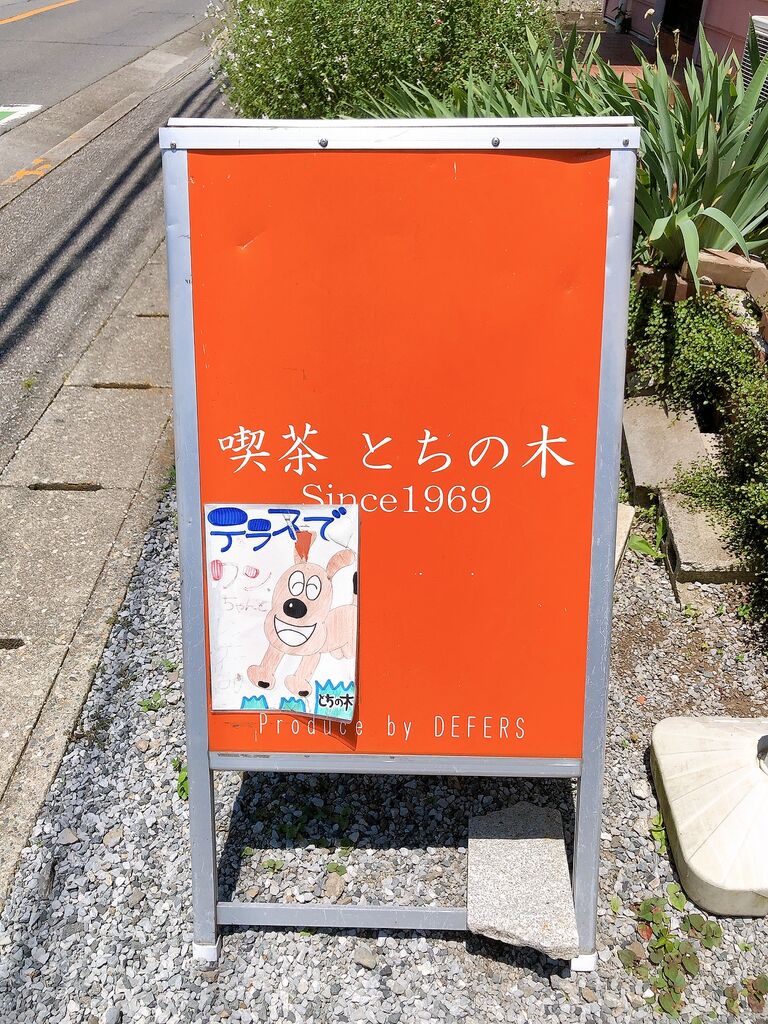 喫茶 とちの木
Since1969
テラスで
ワン
ちゃんと
とちの木
Produce by DEFERS